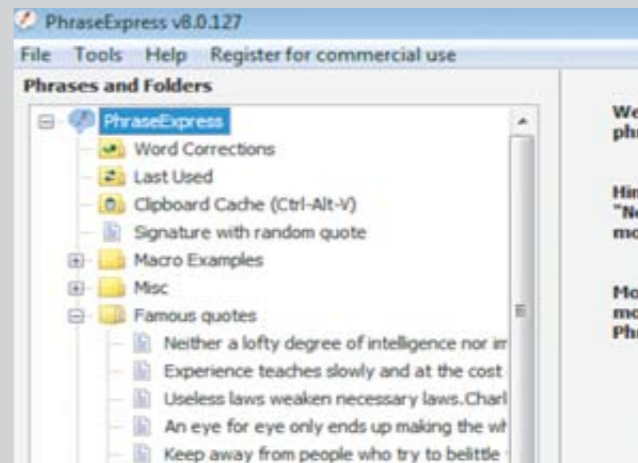 PhraseExpress v8.0.127
File Tools Help Register for commercial use
Phrases and Folders
PhraseExpress
Word Corrections
Last Used
Clipboard Cache (Ctrl-Alt-V)
Signature with random quote
Macro Examples
Misc
Famous quotes
Neither a lofty degree of intelligence nor
Experience teaches slowly and at the cost
Useless laws weaken necessary laws.Charl
An eye for eye only ends up making the
Keep away from people who try to belittle
We